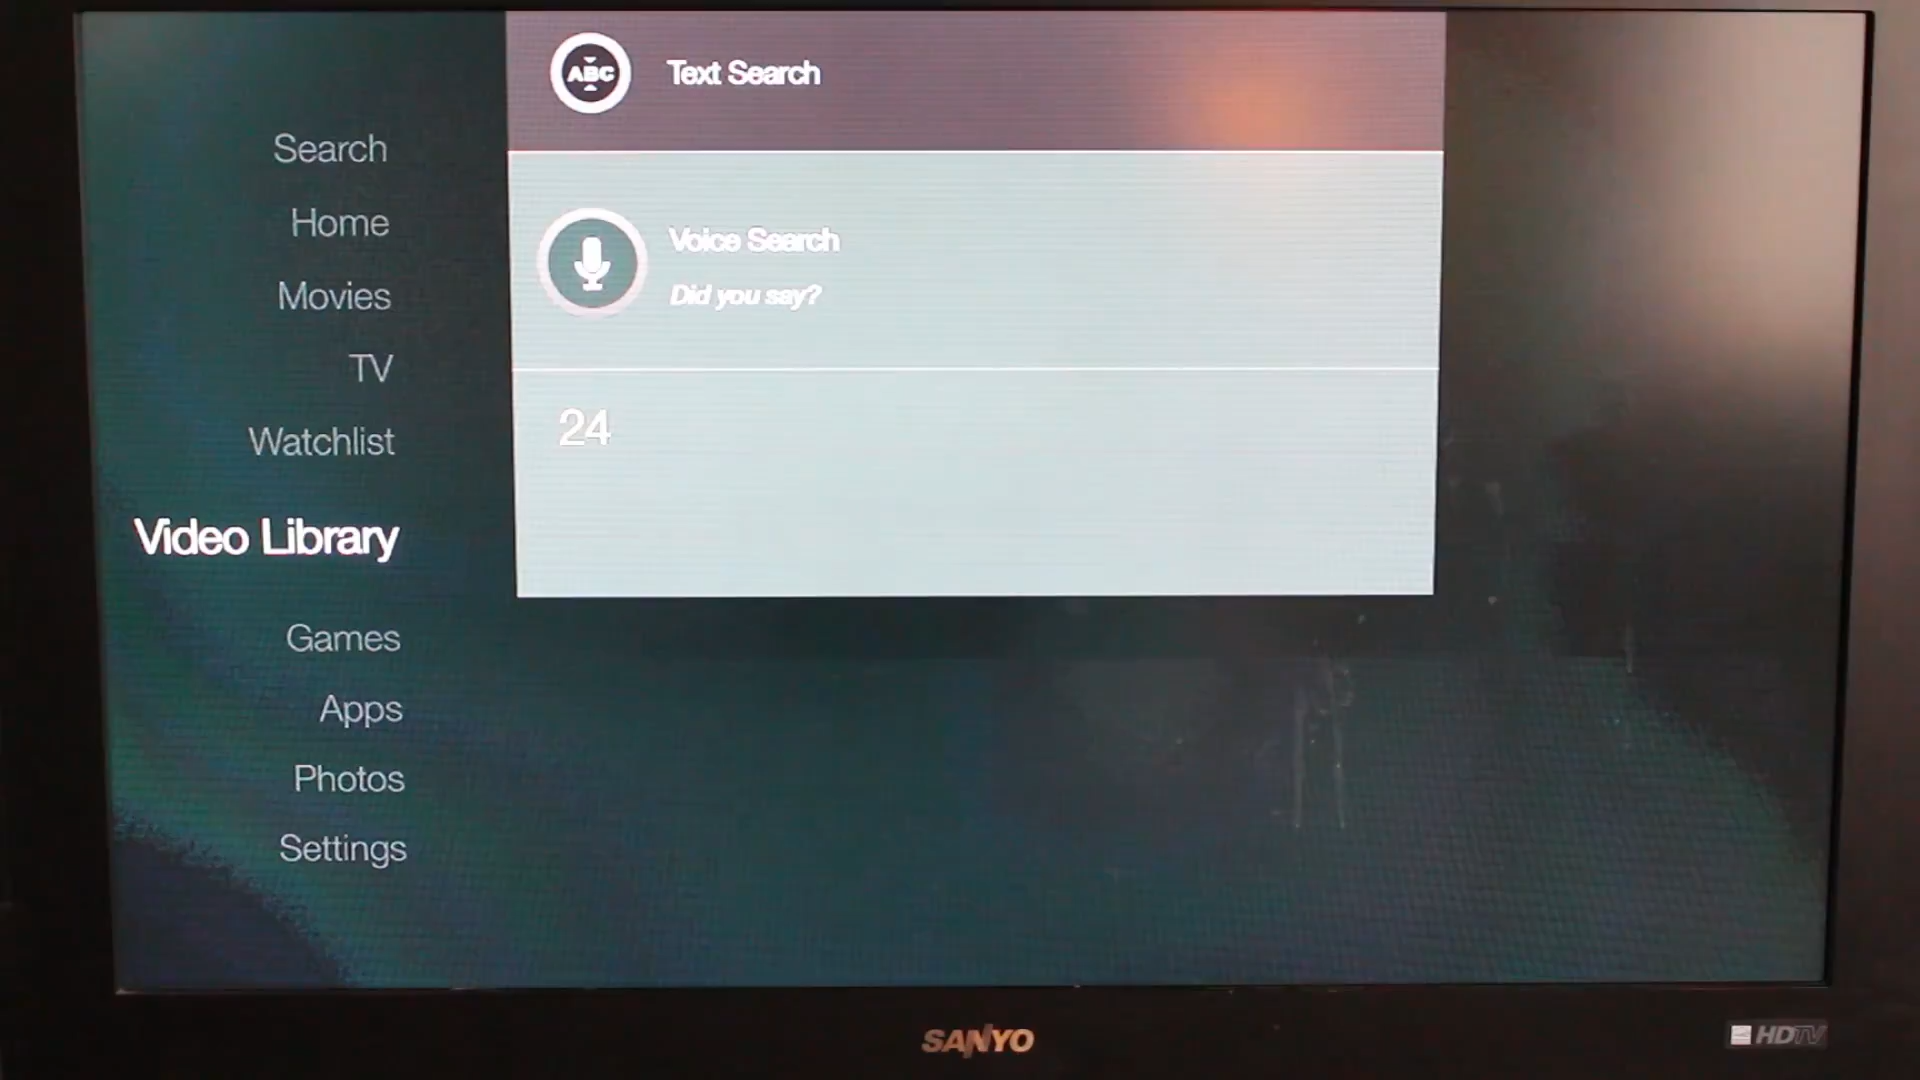 Search
Home
Movies
TV
Watchlist
Video Library
Games
Apps
Photos
Settings
ABC
Text Search
Voice Search
Did you say?
24
SANYO
HDTV